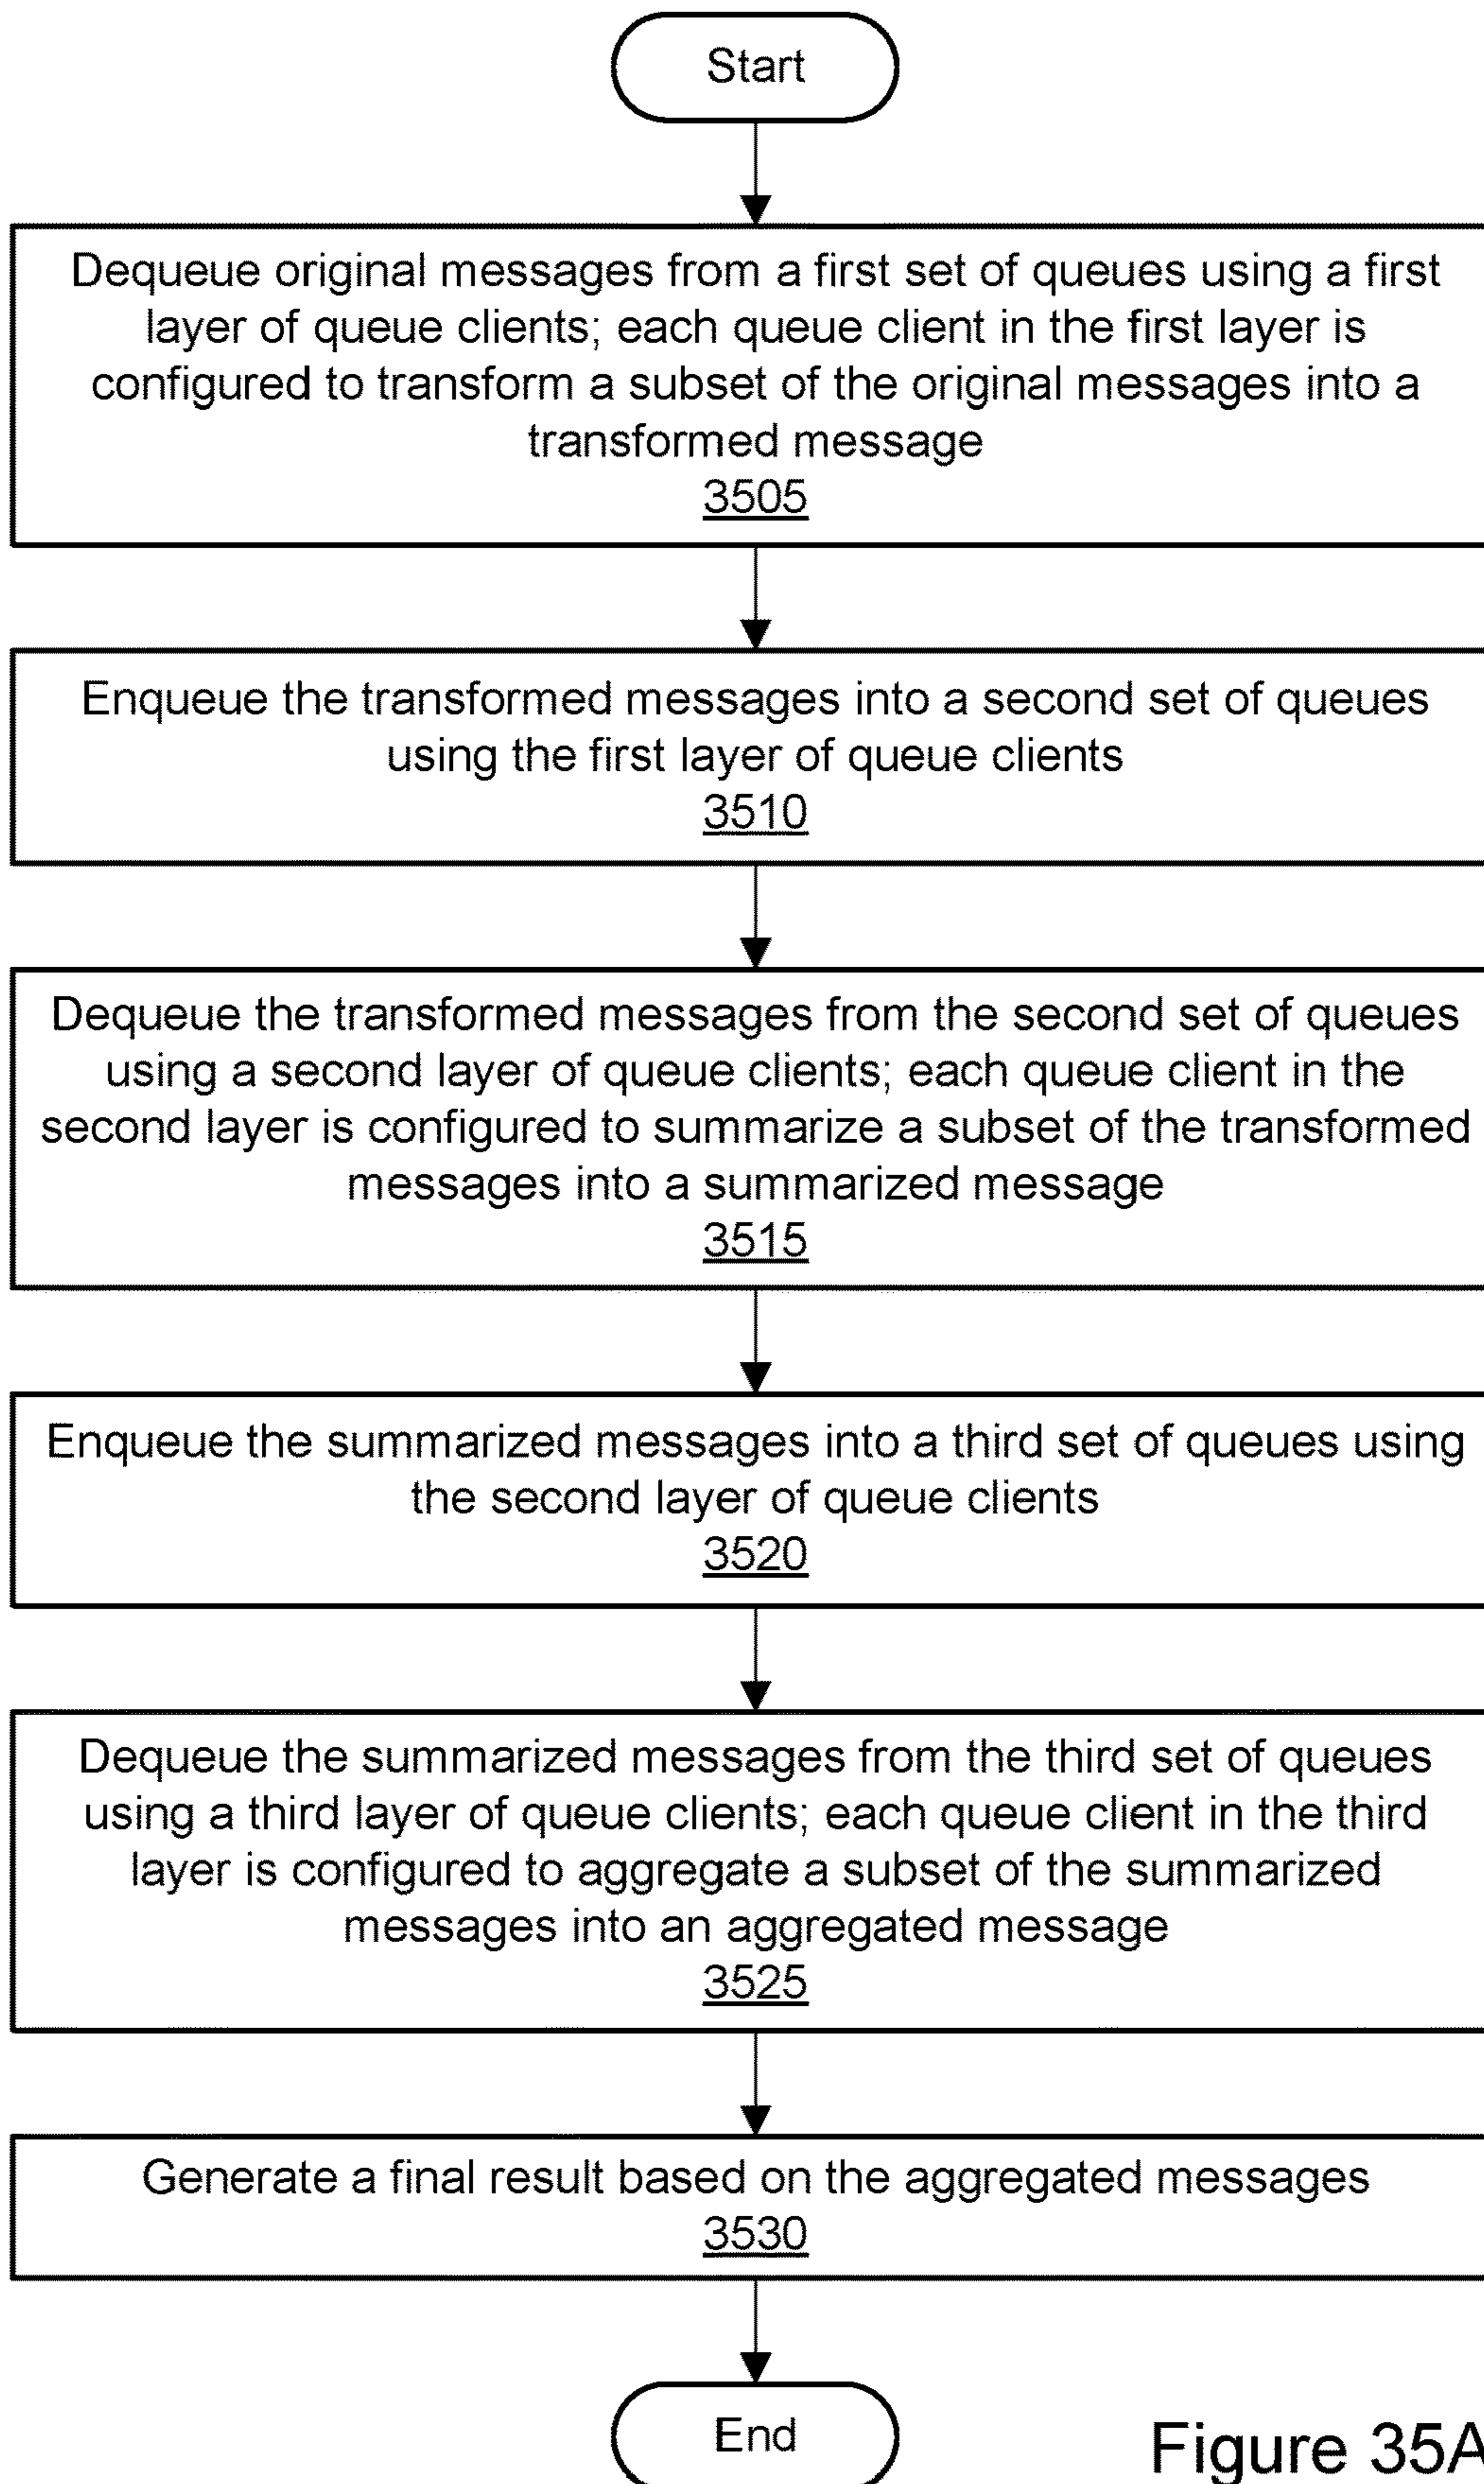 Start
Dequeue original messages from a first set of queues using a first
layer of queue clients; each queue client in the first layer is
configured to transform a subset of the original messages into a
transformed message
3505
Enqueue the transformed messages into a second set of queues
using the first layer of queue clients
3510
Dequeue the transformed messages from the second set of queues
using a second layer of queue clients; each queue client in the
second layer is configured to summarize a subset of the transformed
messages into a summarized message
3515
Enqueue the summarized messages into a third set of queues using
the second layer of queue clients
3520
Dequeue the summarized messages from the third set of queues
using a third layer of queue clients; each queue client in the third
layer is configured to aggregate a subset of the summarized
messages into an aggregated message
3525
Generate a final result based on the aggregated messages
3530
End
Figure 35A